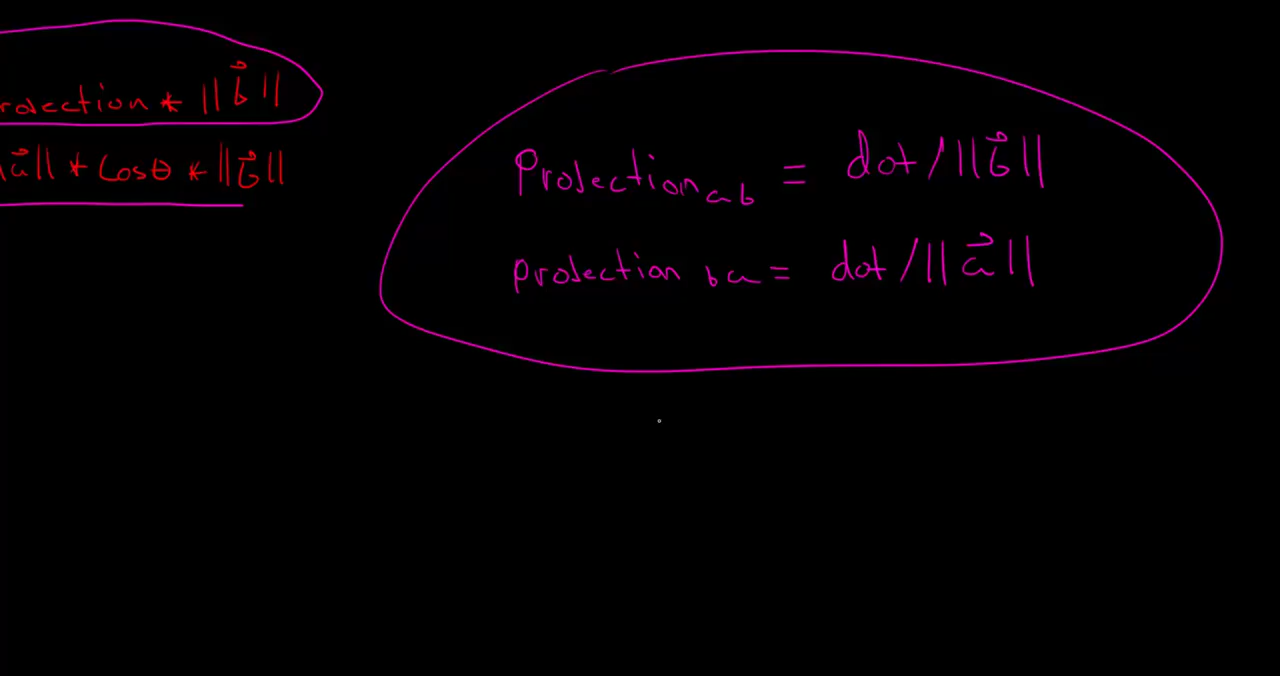 rojection * ||b⃗||
a⃗|| * Cosθ * ||b⃗||
Projection ab = dot / ||b⃗||
projection ba = dot / ||a⃗||